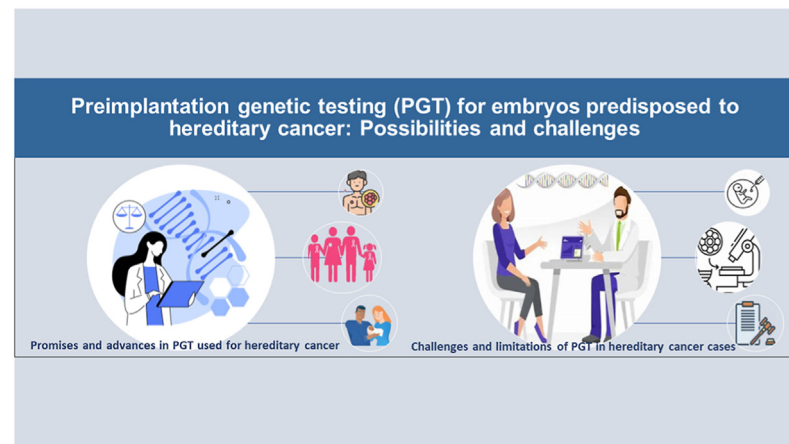 Preimplantation genetic testing (PGT) for embryos predisposed to
hereditary cancer: Possibilities and challenges
Promises and advances in PGT used for hereditary cancer
Challenges and limitations of PGT in hereditary cancer cases